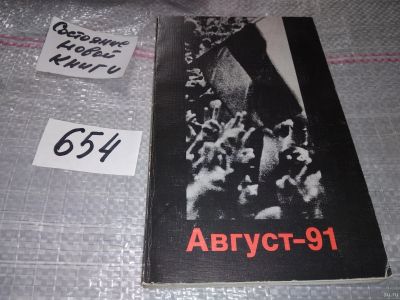 Состояние
новой
книги
654
Август-91